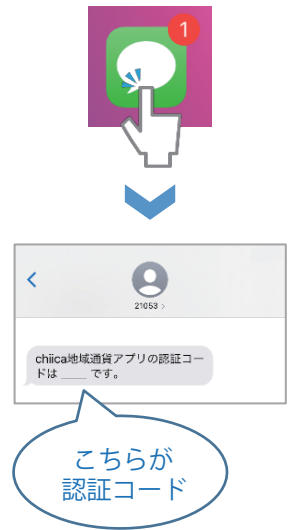 1
21053 >
chiica地域通貨アプリの認証コー
ドは ___ です。
こちらが
認証コード